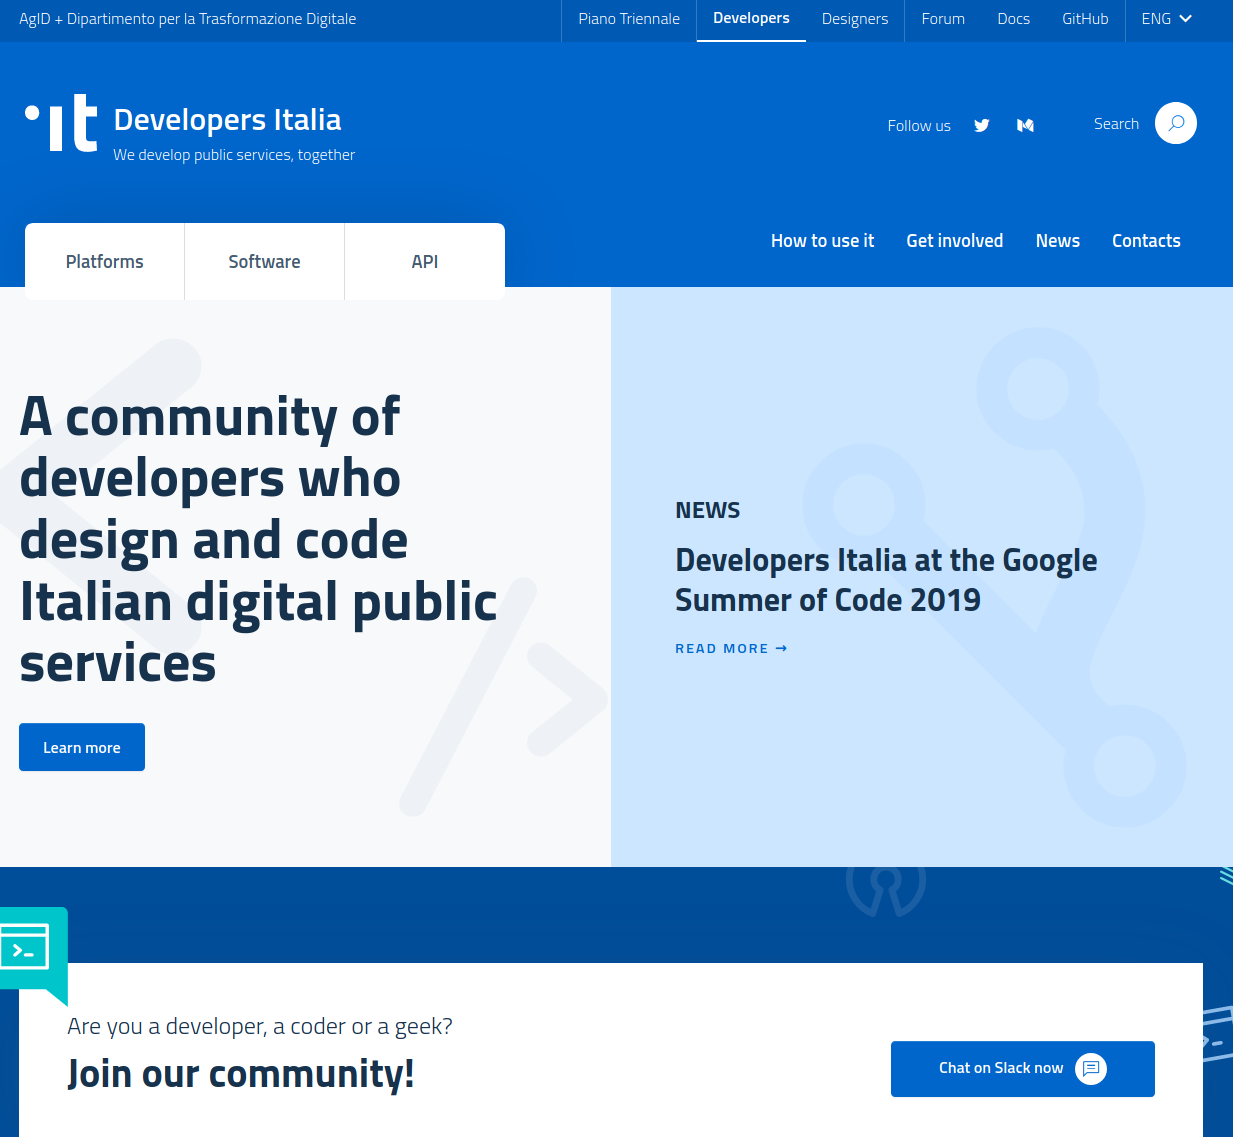 AgID + Dipartimento per la Trasformazione Digitale
Piano Triennale
Developers
Designers
Forum
Docs
GitHub
ENG
it
Developers Italia
We develop public services, together
Follow us
Search
Platforms
Software
API
How to use it
Get involved
News
Contacts
A community of
developers who
design and code
Italian digital public
services
Learn more
NEWS
Developers Italia at the Google
Summer of Code 2019
READ MORE →
Are you a developer, a coder or a geek?
Join our community!
Chat on Slack now